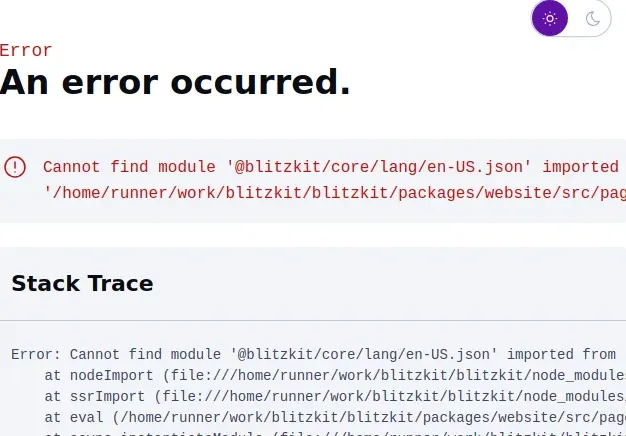 Error
An error occurred.
Cannot find module '@blitzkit/core/lang/en-US.json' imported
'/home/runner/work/blitzkit/blitzkit/packages/website/src/pag
Stack Trace
Error: Cannot find module '@blitzkit/core/lang/en-US.json' imported from
at nodeImport (file:///home/runner/work/blitzkit/blitzkit/node_module
at ssrImport (file:///home/runner/work/blitzkit/blitzkit/node_modules
at eval (/home/runner/work/blitzkit/blitzkit/packages/website/src/pag